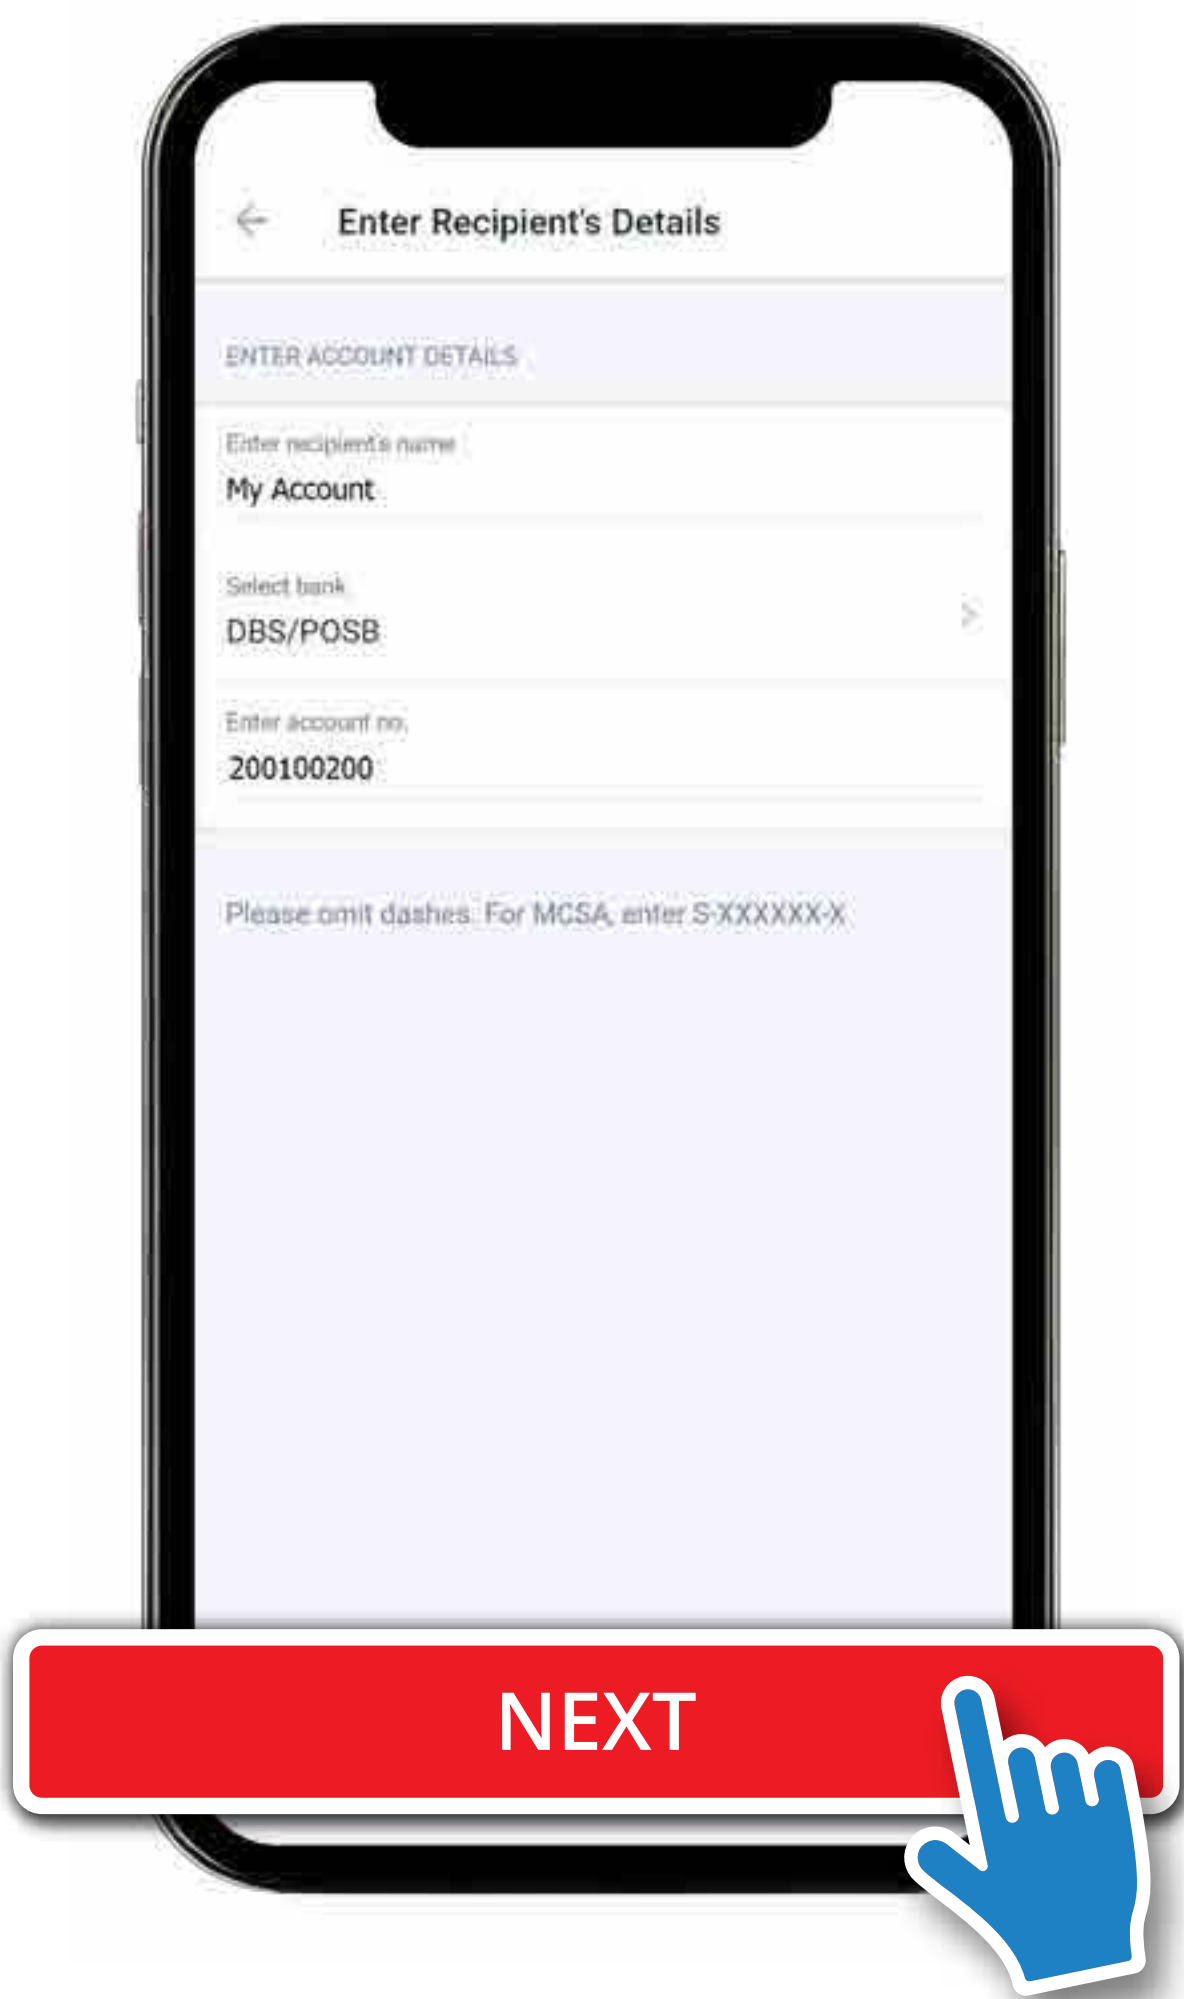 Enter Recipient's Details
ENTER ACCOUNT DETAILS
Enter recipient's name
My Account
Select bank
DBS/POSB
Enter account no.
200100200
Please omit dashes. For MCSA, enter S-XXXXXX-X
NEXT